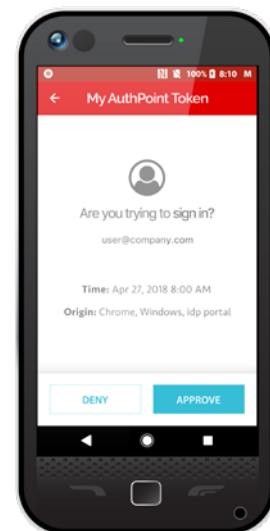 100% 8:10 M
My AuthPoint Token
Are you trying to sign in?
user@company.com
Time: Apr 27, 2018 8:00 AM
Origin: Chrome, Windows, idp portal
DENY APPROVE